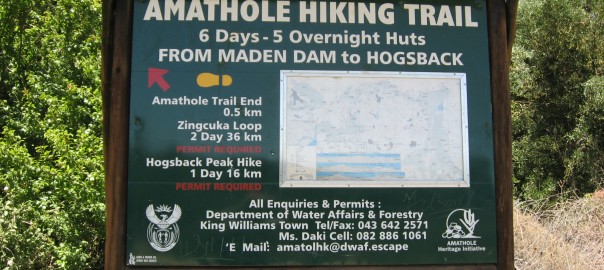 AMATHOLE HIKING TRAIL
6 Days - 5 Overnight Huts
FROM MADEN DAM to HOGSBACK
Amathole Trail End
0.5 km
Zingcuka Loop
2 Day 36 km
PERMIT REQUIRED
Hogsback Peak Hike
1 Day 16 km
PERMIT REQUIRED
All Enquiries & Permits :
Department of Water Affairs & Forestry
King Williams Town Tel/Fax: 043 642 2571
Ms. Daki Cell: 082 886 1061
'E Mail: amatolhk@dwaf.escape
AMATHOLE
Heritage Initiative